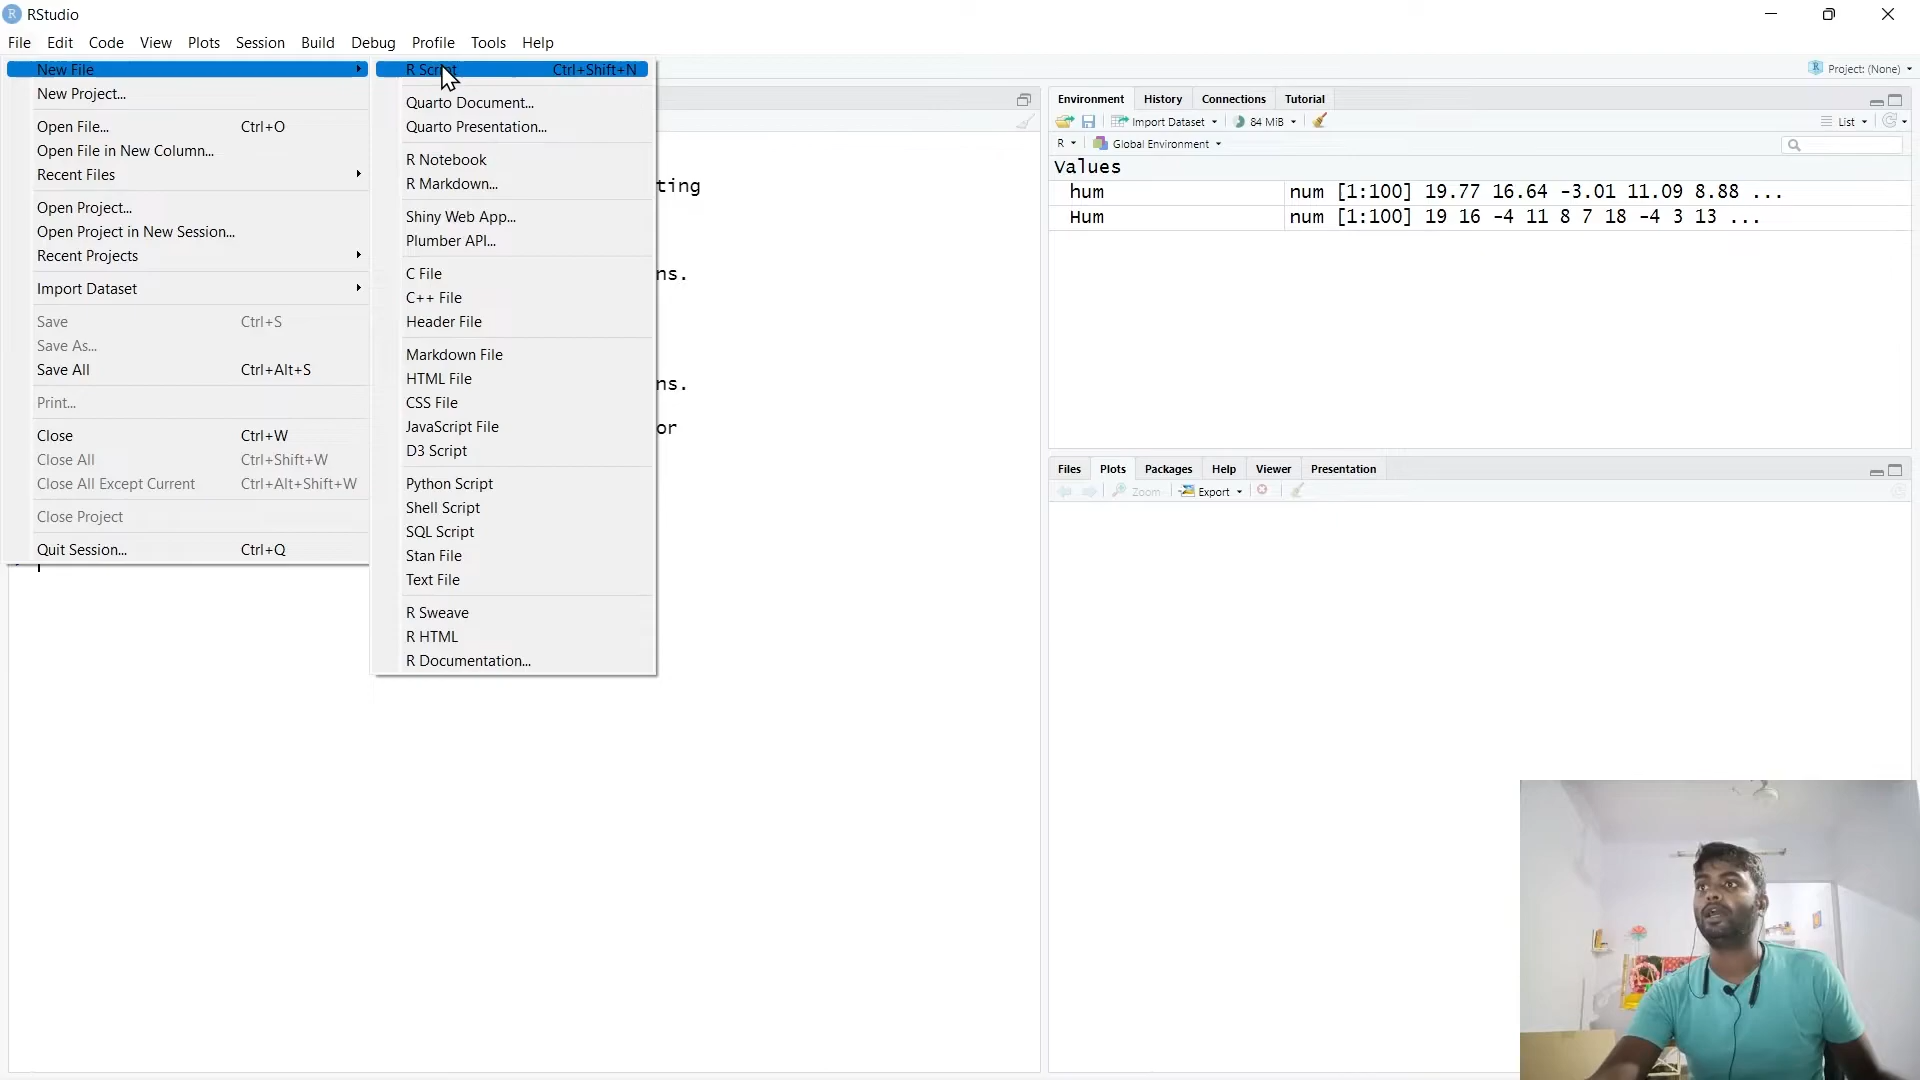 RStudio
File Edit Code View Plots Session Build Debug Profile Tools Help
New File
New Project...
Open File... Ctrl+O
Open File in New Column...
Recent Files
Open Project...
Open Project in New Session...
Recent Projects
Import Dataset
Save Ctrl+S
Save As...
Save All Ctrl+Alt+S
Print...
Close Ctrl+W
Close All Ctrl+Shift+W
Close All Except Current Ctrl+Alt+Shift+W
Close Project
Quit Session... Ctrl+Q
R Script Ctrl+Shift+N
Quarto Document...
Quarto Presentation...
R Notebook
R Markdown...
Shiny Web App...
Plumber API...
C File
C++ File
Header File
Markdown File
HTML File
CSS File
JavaScript File
D3 Script
Python Script
Shell Script
SQL Script
Stan File
Text File
R Sweave
R HTML
R Documentation...
ting
ns.
ns.
or
Project: (None)
Environment History Connections Tutorial
Import Dataset 84 MiB List
R Global Environment
Values
hum num [1:100] 19.77 16.64 -3.01 11.09 8.88 ...
Hum num [1:100] 19 16 -4 11 8 7 18 -4 3 13 ...
Files Plots Packages Help Viewer Presentation
Zoom Export